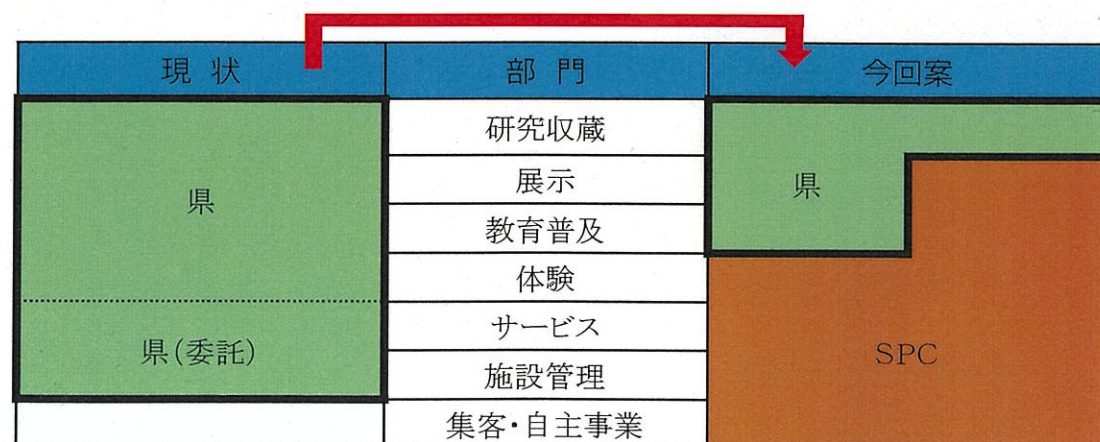 現状 部門 今回案
研究収蔵
展示
県 県
教育普及
体験
サービス
県(委託) SPC
施設管理
集客・自主事業